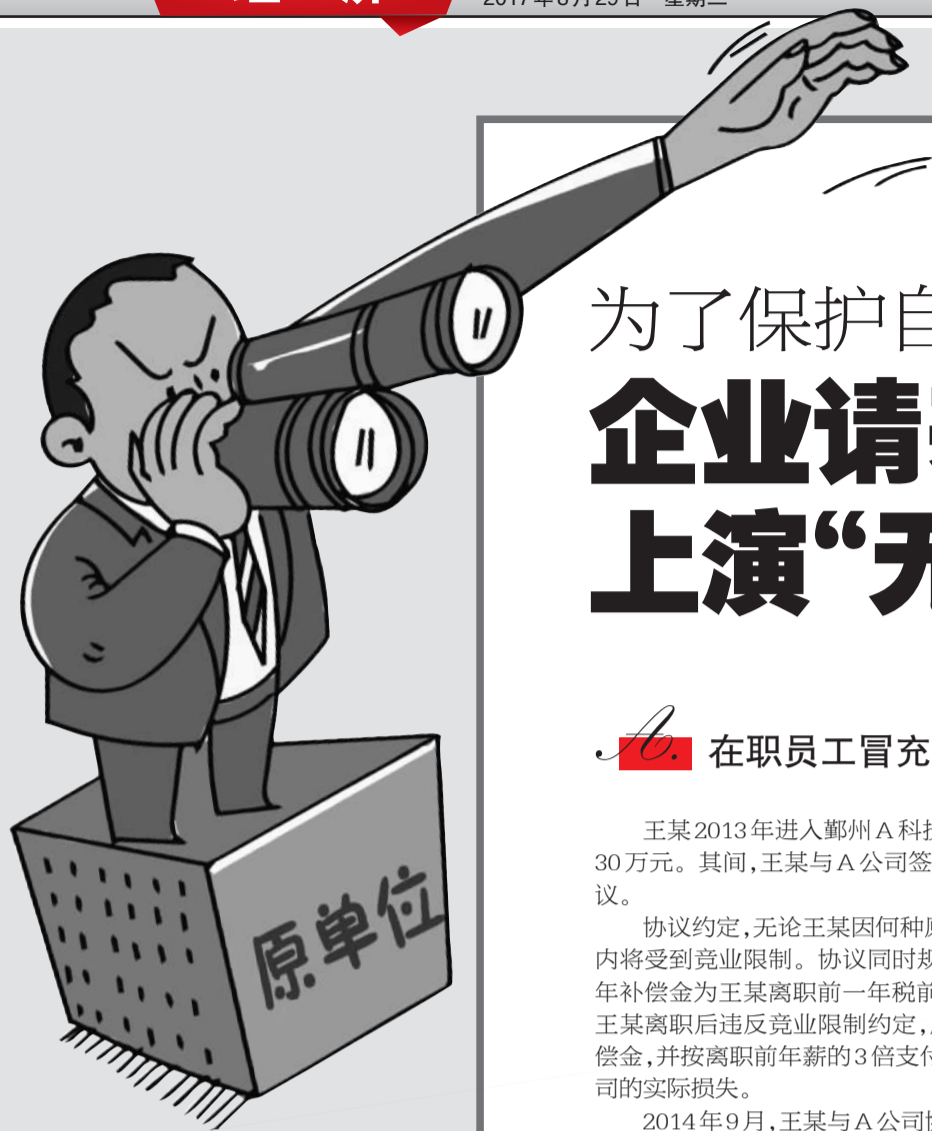 2017年8月29日 星期二
为了保护自
企业请
上演“无
A. 在职员工冒充
王某2013年进入鄞州A科技
30万元。其间,王某与A公司签
议。
协议约定,无论王某因何种原
内将受到竞业限制。协议同时规
年补偿金为王某离职前一年税前
王某离职后违反竞业限制约定,
偿金,并按离职前年薪的3倍支付
司的实际损失。
2014年9月,王某与A公司协
原单位